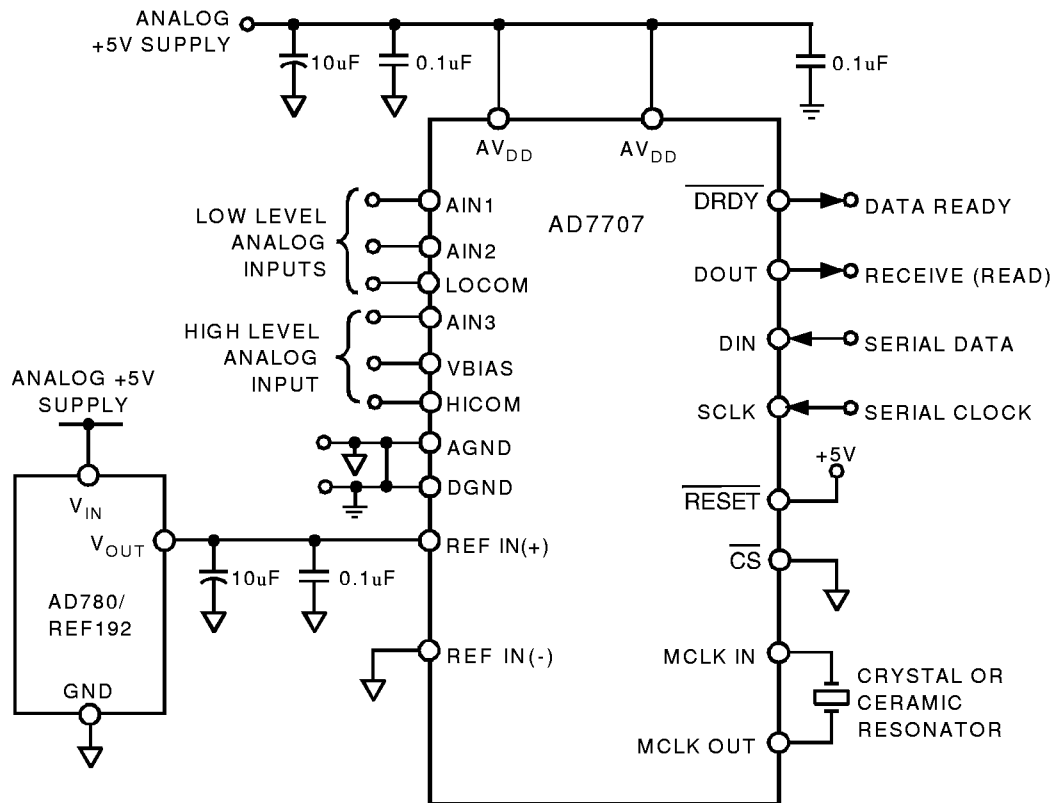 ANALOG
+5V SUPPLY
10uF
0.1uF
0.1uF
AVDD
AVDD
AD7707
LOW LEVEL
ANALOG
INPUTS
AIN1
AIN2
LOCOM
HIGH LEVEL
ANALOG
INPUT
AIN3
VBIAS
HICOM
AGND
DGND
REF IN(+)
REF IN(-)
DRDY
DATA READY
DOUT
RECEIVE (READ)
DIN
SERIAL DATA
SCLK
SERIAL CLOCK
+5V
RESET
CS
MCLK IN
MCLK OUT
CRYSTAL OR
CERAMIC
RESONATOR
ANALOG +5V
SUPPLY
VIN
VOUT
AD780/
REF192
GND
10uF
0.1uF